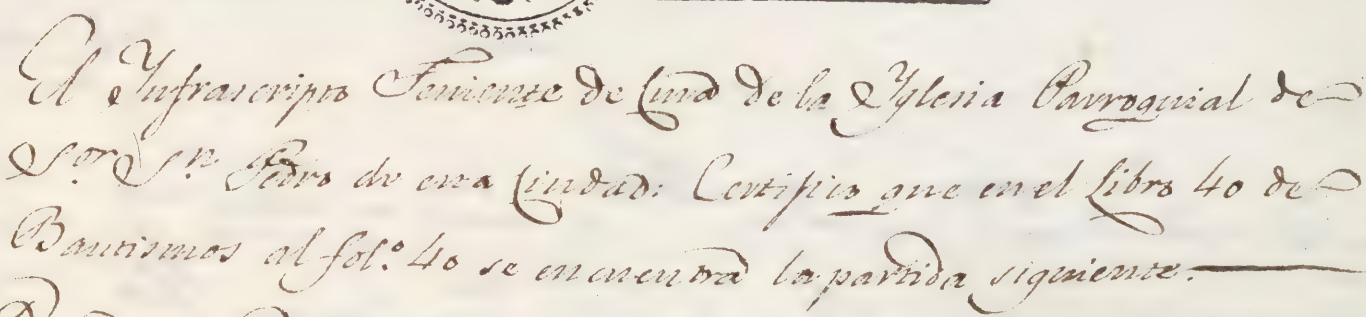 El Ynfrascripto Teniente de Cura de la Yglesia Parroquial de
Sor. Sn. Pedro de esta Ciudad: Certifico que en el Libro 40 de
Bautismos al fol.º 40 se encuentra la partida siguiente.